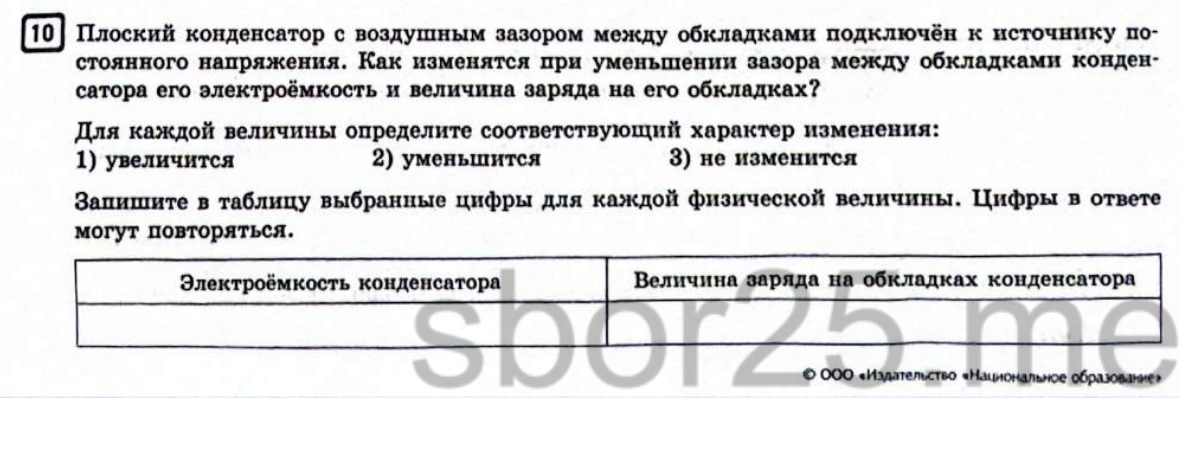 10 Плоский конденсатор с воздушным зазором между обкладками подключён к источнику по-
стоянного напряжения. Как изменятся при уменьшении зазора между обкладками конден-
сатора его электроёмкость и величина заряда на его обкладках?
Для каждой величины определите соответствующий характер изменения:
1) увеличится 2) уменьшится 3) не изменится
Запишите в таблицу выбранные цифры для каждой физической величины. Цифры в ответе
могут повторяться.
Электроёмкость конденсатора Величина заряда на обкладках конденсатора
sbor25.me
© ООО «Издательство «Национальное образование»